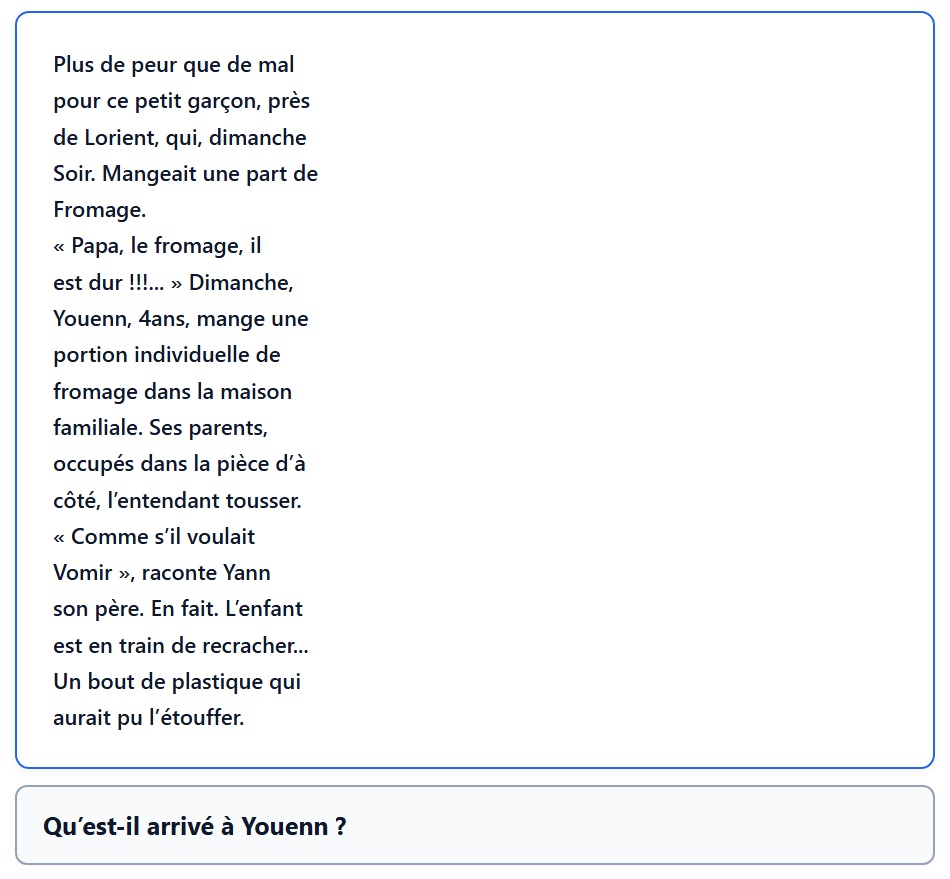 Plus de peur que de mal
pour ce petit garçon, près
de Lorient, qui, dimanche
Soir. Mangeait une part de
Fromage.
« Papa, le fromage, il
est dur !!!... » Dimanche,
Youenn, 4ans, mange une
portion individuelle de
fromage dans la maison
familiale. Ses parents,
occupés dans la pièce d’à
côté, l’entendant tousser.
« Comme s’il voulait
Vomir », raconte Yann
son père. En fait. L’enfant
est en train de recracher...
Un bout de plastique qui
aurait pu l’étouffer.
Qu’est-il arrivé à Youenn ?